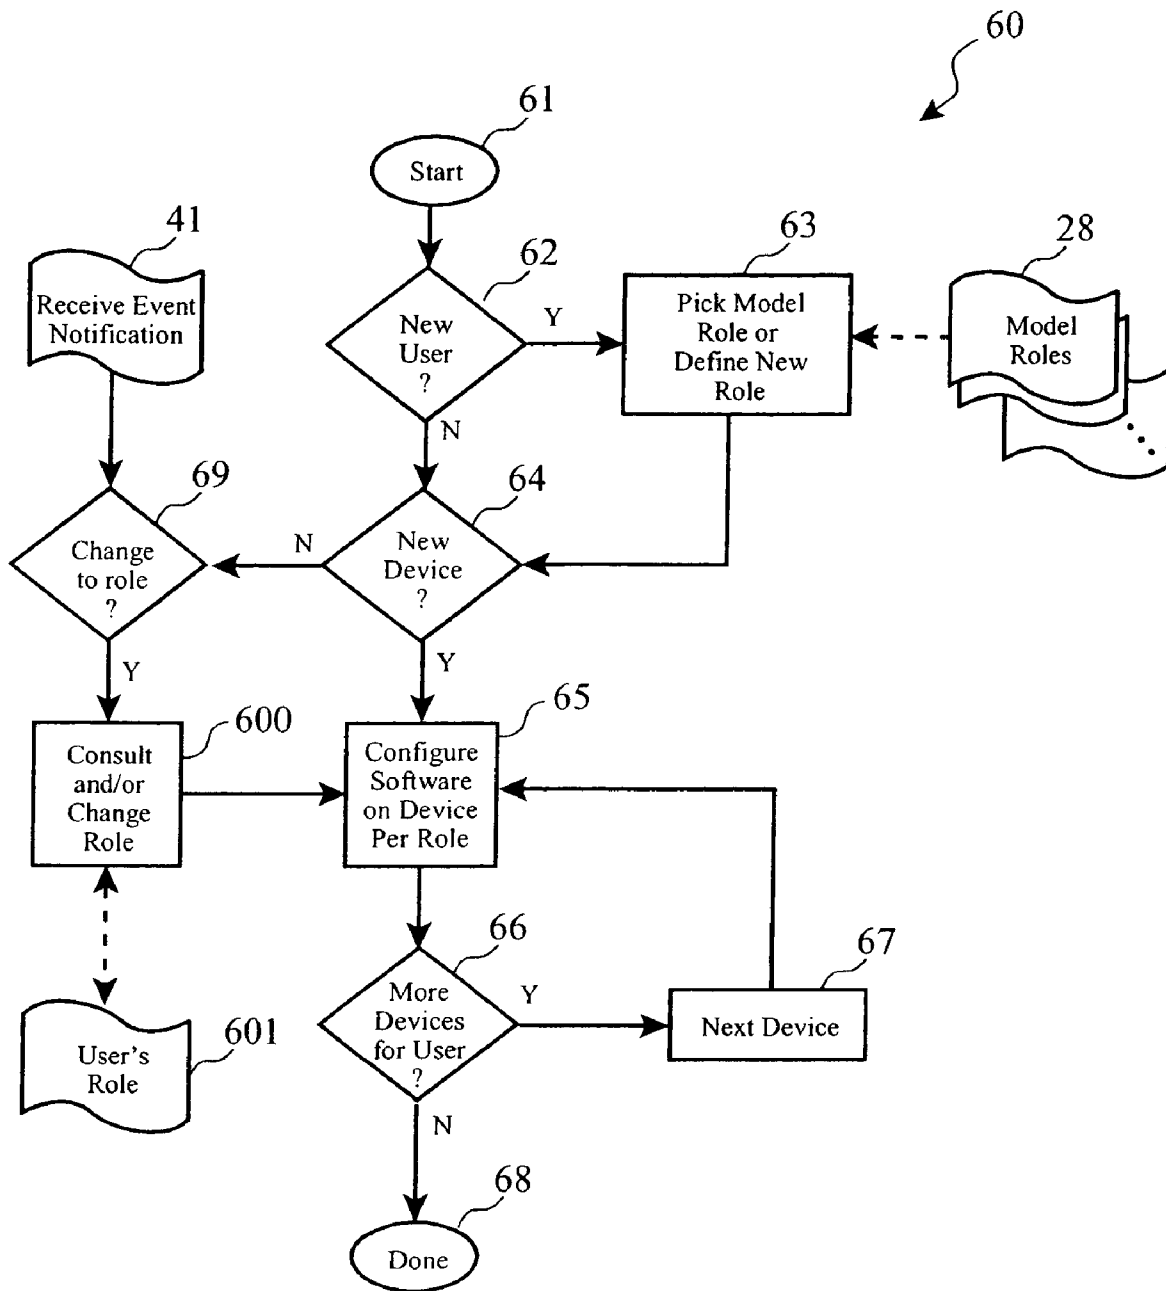 60
61
Start
41
Receive Event
Notification
62
New
User
?
Y
N
63
Pick Model
Role or
Define New
Role
28
Model
Roles
69
Change
to role
?
N
Y
64
New
Device
?
Y
600
Consult
and/or
Change
Role
65
Configure
Software
on Device
Per Role
601
User's
Role
66
More
Devices
for User
?
Y
N
67
Next Device
68
Done